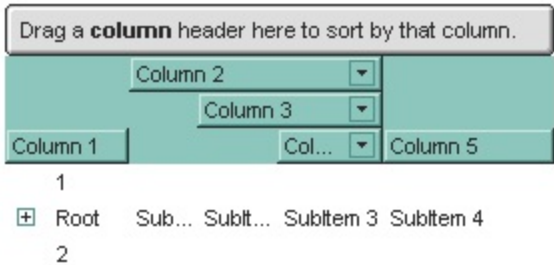 Drag a column header here to sort by that column.
Column 2
Column 3
Column 1 Col... Column 5
1
Root Sub... SubIt... SubItem 3 SubItem 4
2